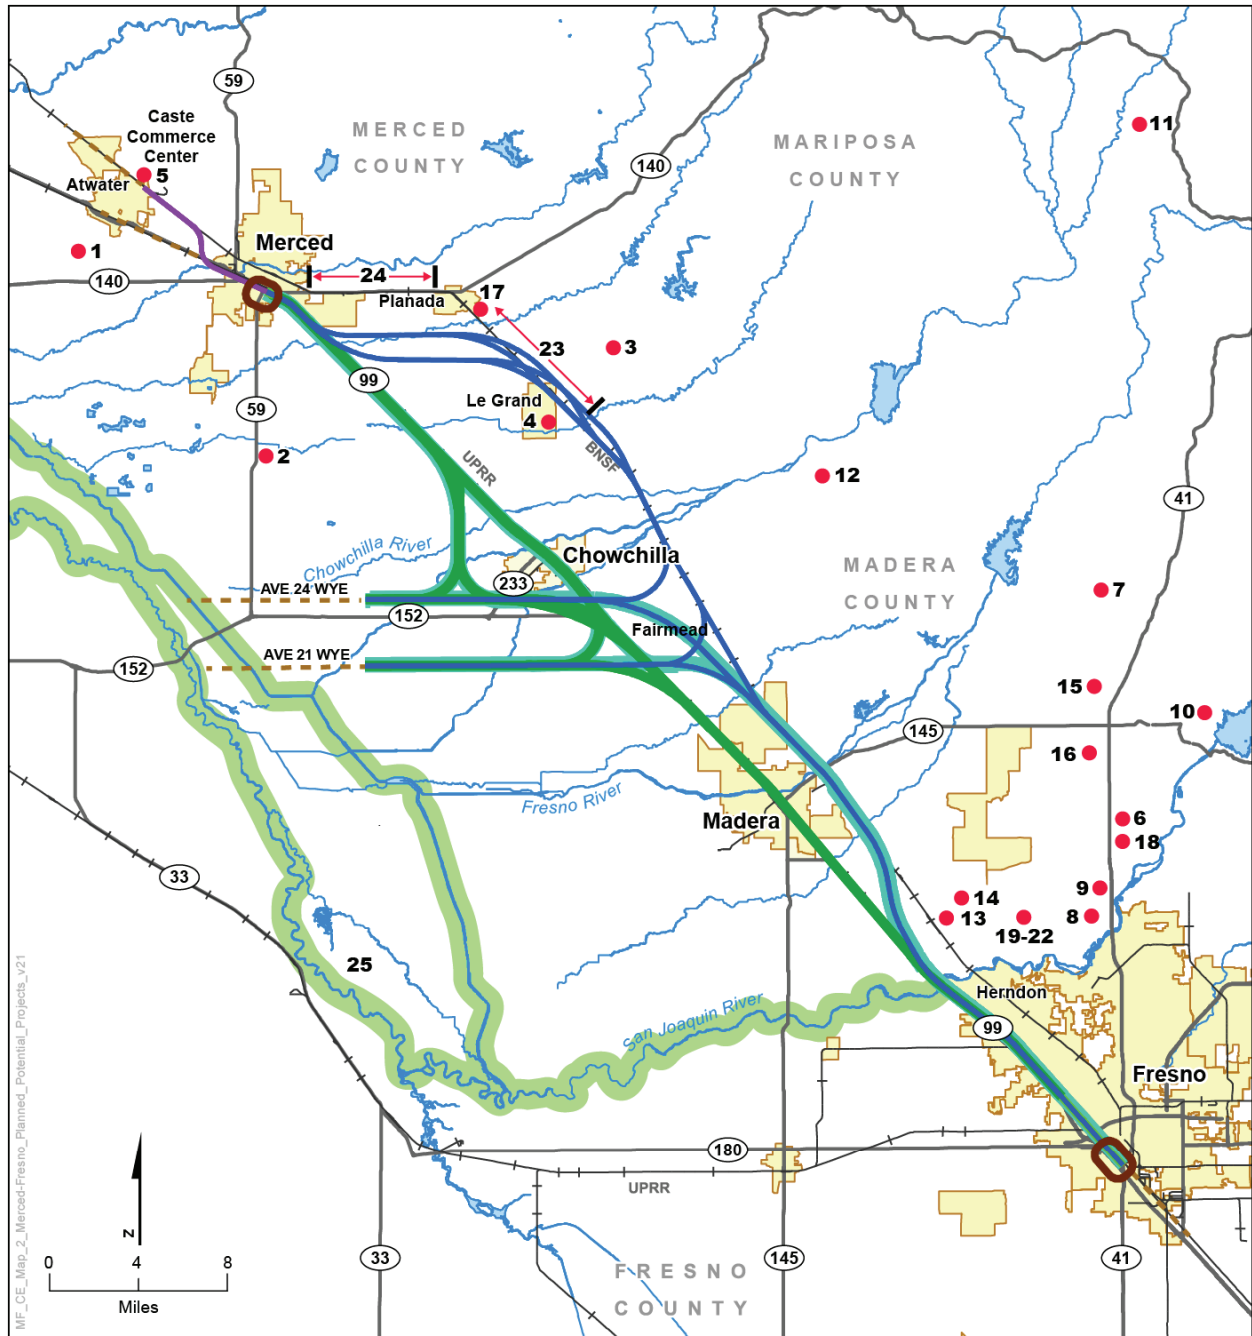 59
Caste
Commerce
Center
MERCED
COUNTY
MARIPOSA
COUNTY
11
140
5
Atwater
1
Merced
140
24
Planada
17
23
3
99
Le Grand
4
59
2
BNSF
UPRR
12
41
Chowchilla River
Chowchilla
MADERA
COUNTY
AVE 24 WYE
233
7
152
Fairmead
AVE 21 WYE
152
15
10
145
16
Fresno River
Madera
6
18
33
9
14
13
19-22
8
25
Herndon
San Joaquin River
99
Fresno
180
UPRR
N
0
4
8
Miles
33
145
41
FRESNO
COUNTY
MF_CE_Map_2_Merced-Fresno_Planned_Potential_Projects_v21